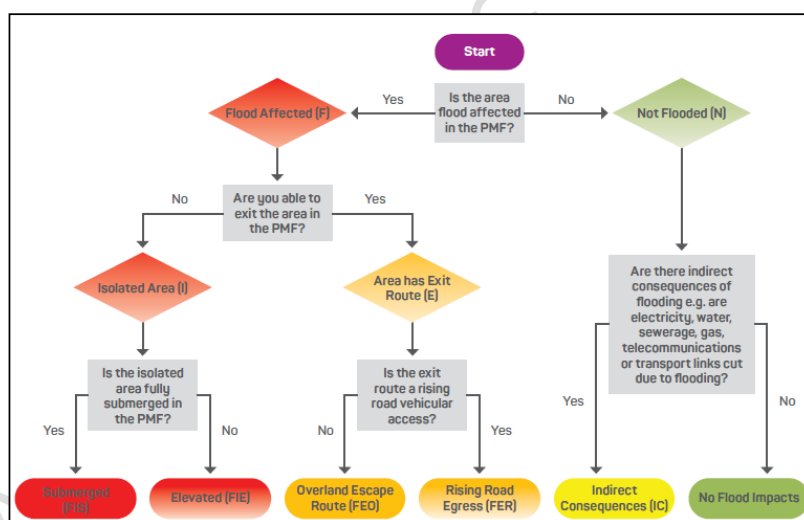 Start
Yes
Is the area
flood affected
in the PMF?
No
Flood Affected (F)
Not Flooded (N)
No
Are you able to
exit the area in
the PMF?
Yes
Isolated Area (I)
Area has Exit
Route (E)
Are there indirect
consequences of
flooding e.g. are
electricity, water,
sewerage, gas,
telecommunications
or transport links cut
due to flooding?
Is the isolated
area fully
submerged in
the PMF?
Is the exit
route a rising
road vehicular
access?
Yes
No
No
Yes
Yes
No
Submerged
(FIS)
Elevated (FIE)
Overland Escape
Route (FEO)
Rising Road
Egress (FER)
Indirect
Consequences (IC)
No Flood Impacts